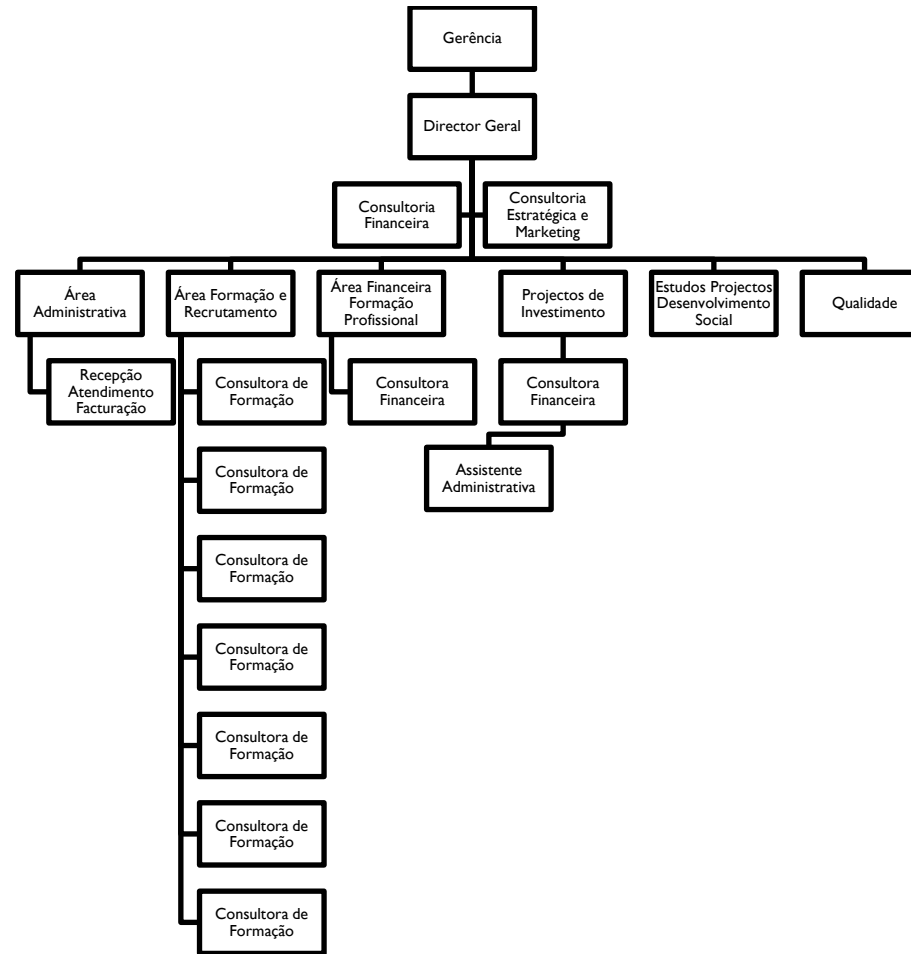 Gerência
Director Geral
Consultoria
Financeira
Consultoria
Estratégica e
Marketing
Área
Administrativa
Área Formação e
Recrutamento
Área Financeira
Formação
Profissional
Projectos de
Investimento
Estudos Projectos
Desenvolvimento
Social
Qualidade
Recepção
Atendimento
Facturação
Consultora de
Formação
Consultora
Financeira
Consultora
Financeira
Consultora de
Formação
Assistente
Administrativa
Consultora de
Formação
Consultora de
Formação
Consultora de
Formação
Consultora de
Formação
Consultora de
Formação